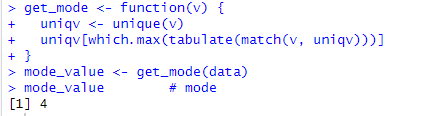 > get_mode <- function(v) {
+   uniqv <- unique(v)
+   uniqv[which.max(tabulate(match(v, uniqv)))]
+ }
> mode_value <- get_mode(data)
> mode_value        # mode
[1] 4